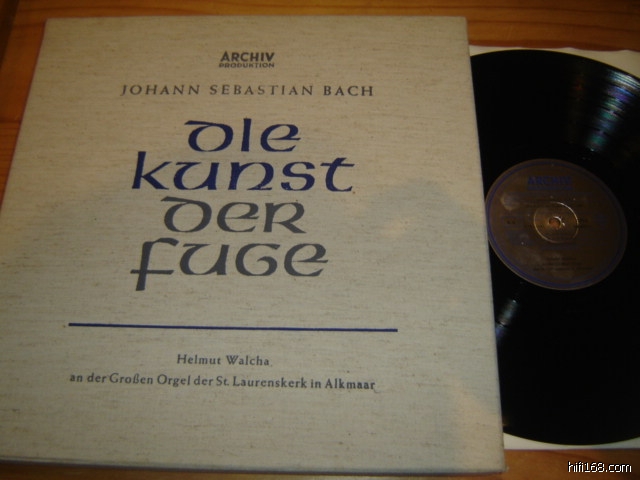 ARCHIV
PRODUKTION
JOHANN SEBASTIAN BACH
die
kunst
der
fuge
Helmut Walcha
an der Großen Orgel der St. Laurenskerk in Alkmaar
ARCHIV
hifi168.com